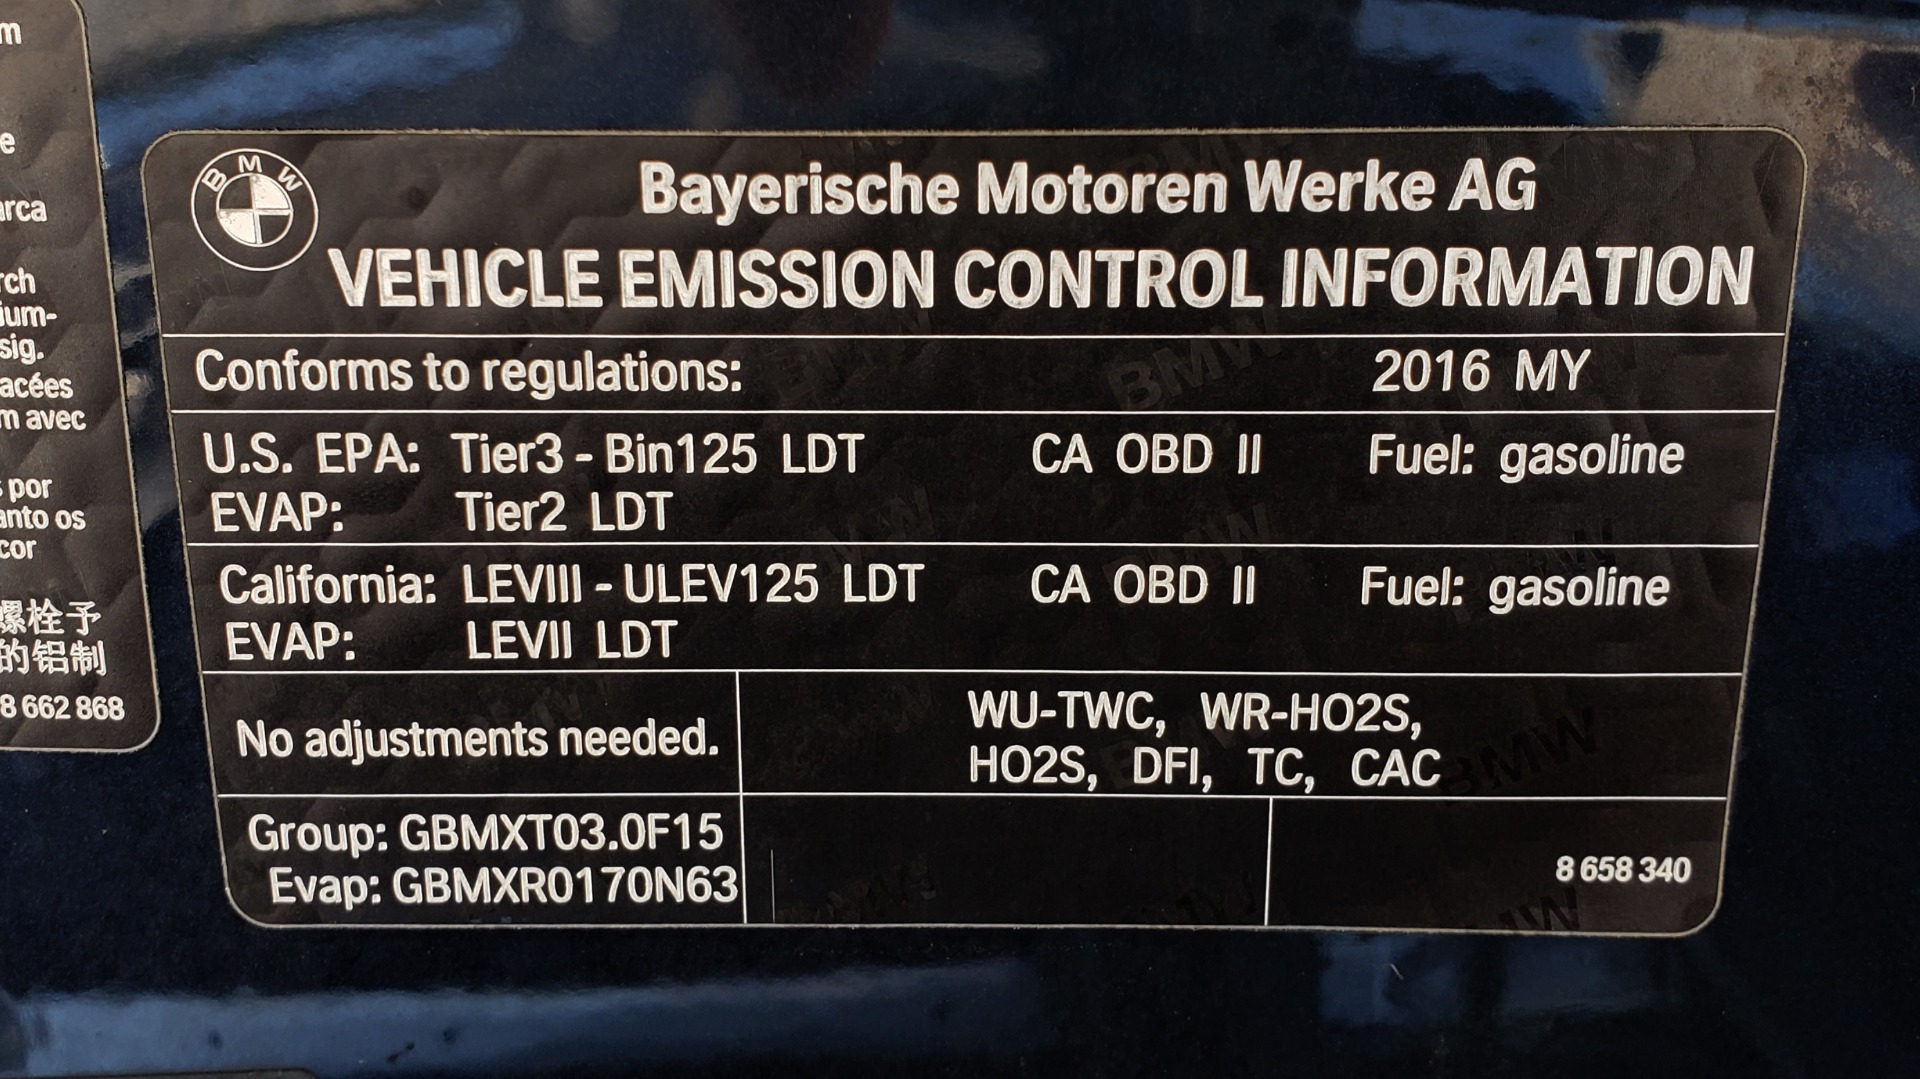 m
e
arca
rch
ium-
sig.
acées
m avec
s por
anto os
cor
螺栓予
的铝制
8 662 868
BMW
Bayerische Motoren Werke AG
VEHICLE EMISSION CONTROL INFORMATION
Conforms to regulations: 2016 MY
U.S. EPA: Tier3 - Bin125 LDT CA OBD II Fuel: gasoline
EVAP: Tier2 LDT
California: LEVIII - ULEV125 LDT CA OBD II Fuel: gasoline
EVAP: LEVII LDT
No adjustments needed.
WU-TWC, WR-HO2S,
HO2S, DFI, TC, CAC
Group: GBMXT03.0F15
Evap: GBMXR0170N63
8 658 340